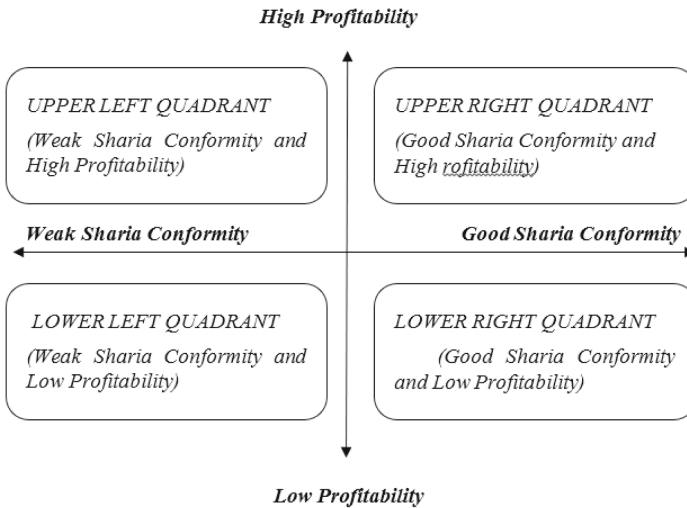 High Profitability
UPPER LEFT QUADRANT
(Weak Sharia Conformity and
High Profitability)
UPPER RIGHT QUADRANT
(Good Sharia Conformity and
High rofitability)
Weak Sharia Conformity
Good Sharia Conformity
LOWER LEFT QUADRANT
(Weak Sharia Conformity and
Low Profitability)
LOWER RIGHT QUADRANT
(Good Sharia Conformity
and Low Profitability)
Low Profitability